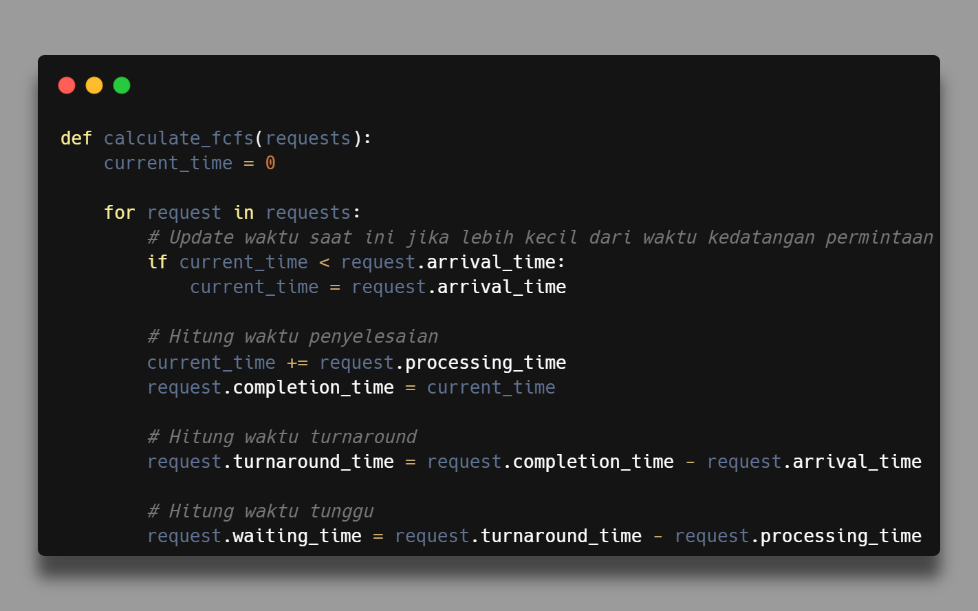 def calculate_fcfs(requests):
    current_time = 0

    for request in requests:
        # Update waktu saat ini jika lebih kecil dari waktu kedatangan permintaan
        if current_time < request.arrival_time:
            current_time = request.arrival_time

        # Hitung waktu penyelesaian
        current_time += request.processing_time
        request.completion_time = current_time

        # Hitung waktu turnaround
        request.turnaround_time = request.completion_time - request.arrival_time

        # Hitung waktu tunggu
        request.waiting_time = request.turnaround_time - request.processing_time